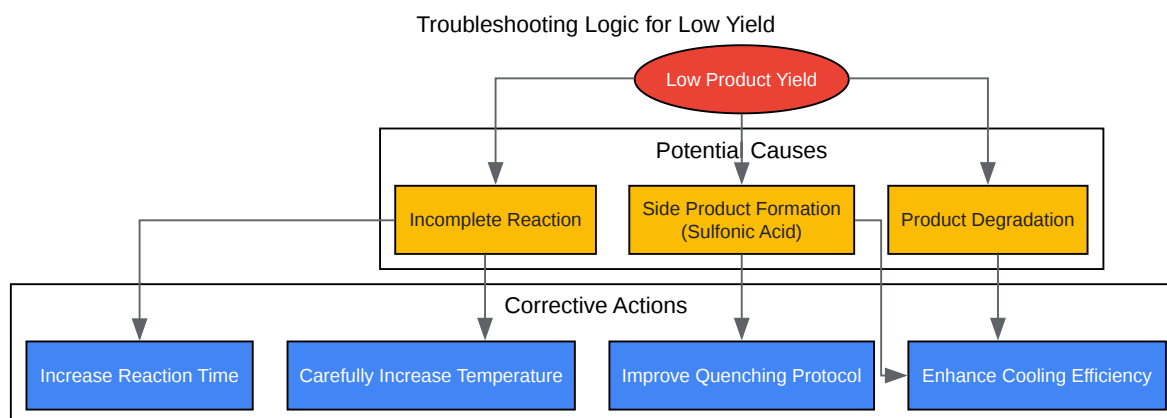 Troubleshooting Logic for Low Yield
Low Product Yield
Potential Causes
Incomplete Reaction
Side Product Formation
(Sulfonic Acid)
Product Degradation
Corrective Actions
Increase Reaction Time
Carefully Increase Temperature
Improve Quenching Protocol
Enhance Cooling Efficiency